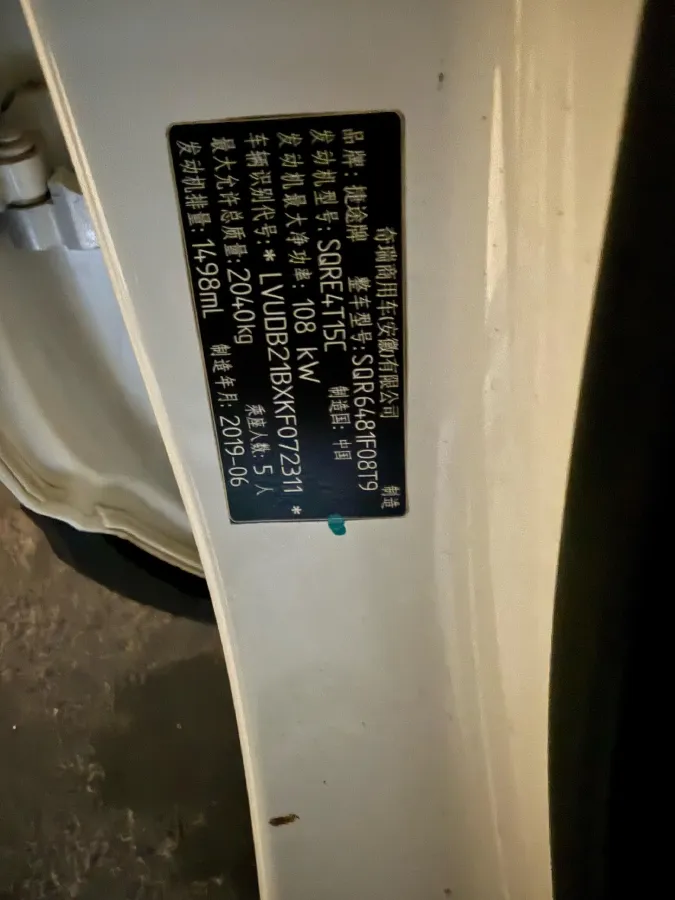 奇瑞商用车(安徽)有限公司 制造
品牌: 捷途牌 整车型号: SQR6481F08T9
发动机型号: SQRE4T15C 制造国: 中国
发动机最大净功率: 108 kW
车辆识别代号: * LVUDB21BXKF072311 *
最大允许总质量: 2040kg 乘座人数: 5 人
发动机排量: 1498mL 制造年月: 2019-06